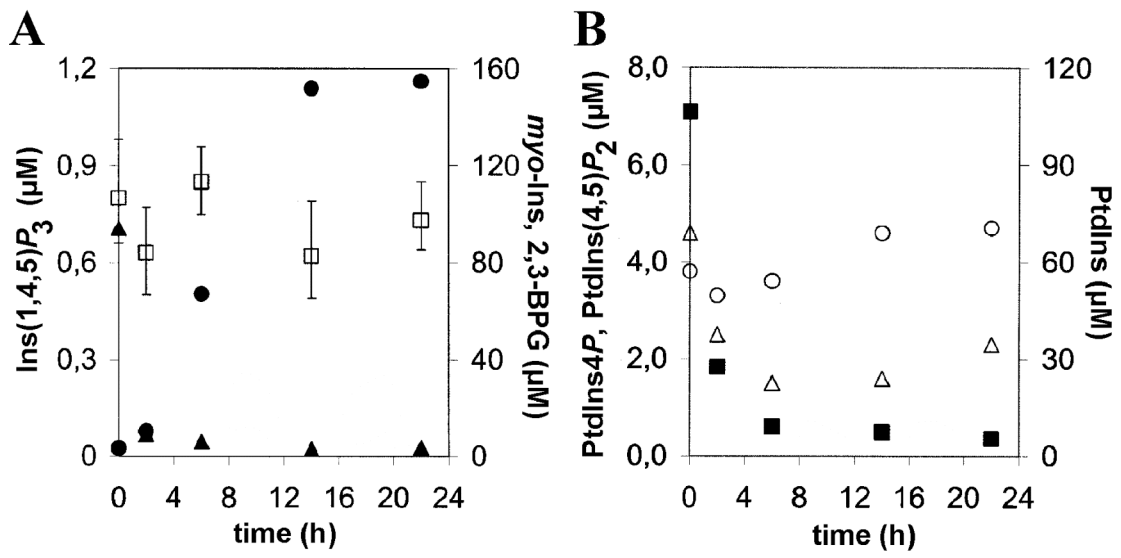 A
1,2
0,9
0,6
0,3
0
Ins(1,4,5)P3 (µM)
160
120
80
40
0
myo-Ins, 2,3-BPG (µM)
0 4 8 12 16 20 24
time (h)
B
8,0
6,0
4,0
2,0
0,0
PtdIns4P, PtdIns(4,5)P2 (µM)
120
90
60
30
0
PtdIns (µM)
0 4 8 12 16 20 24
time (h)